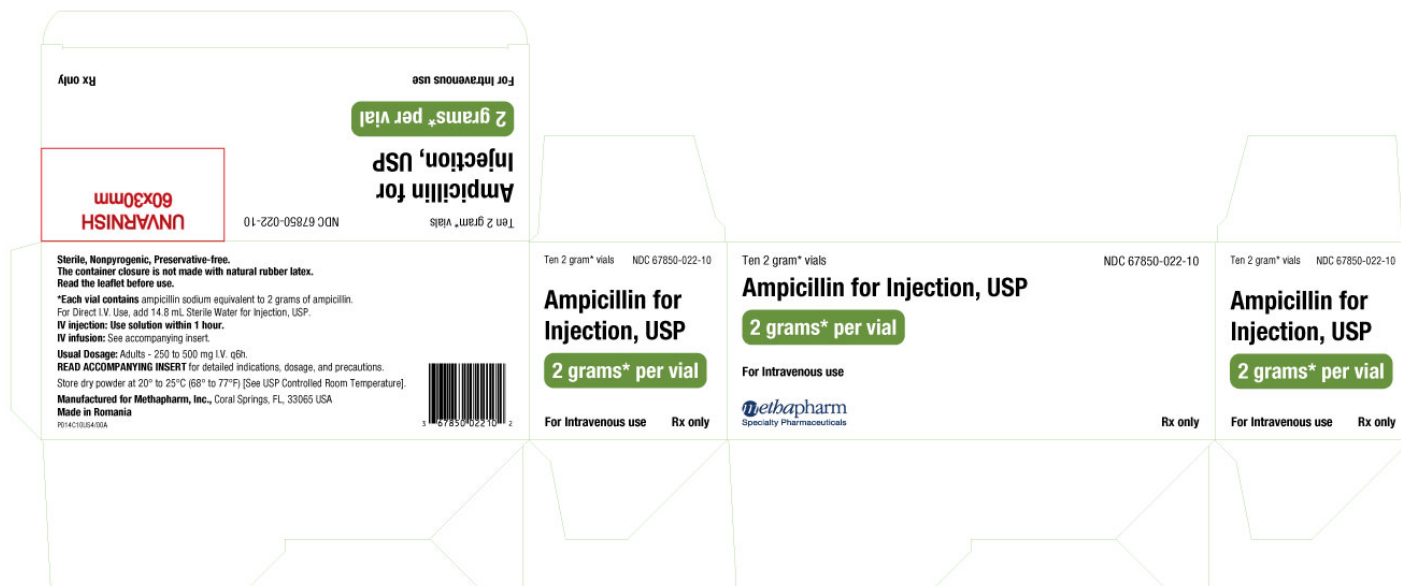 Rx only
For Intravenous use
2 grams* per vial
Injection, USP
Ampicillin for
NDC 67850-022-10
Ten 2 gram* vials
UNVARNISH
60x30mm
Sterile, Nonpyrogenic, Preservative-free.
The container closure is not made with natural rubber latex.
Read the leaflet before use.
*Each vial contains ampicillin sodium equivalent to 2 grams of ampicillin.
For Direct I.V. Use, add 14.8 mL Sterile Water for Injection, USP.
IV injection: Use solution within 1 hour.
IV infusion: See accompanying insert.
Usual Dosage: Adults - 250 to 500 mg I.V. q6h.
READ ACCOMPANYING INSERT for detailed indications, dosage, and precautions.
Store dry powder at 20° to 25°C (68° to 77°F) [See USP Controlled Room Temperature].
Manufactured for Methapharm, Inc., Coral Springs, FL, 33065 USA
Made in Romania
P014C10US4/00A
3 67850 02210 2
Ten 2 gram* vials NDC 67850-022-10
Ampicillin for
Injection, USP
2 grams* per vial
For Intravenous use Rx only
Ten 2 gram* vials NDC 67850-022-10
Ampicillin for Injection, USP
2 grams* per vial
For Intravenous use
methapharm
Specialty Pharmaceuticals
Rx only
Ten 2 gram* vials NDC 67850-022-10
Ampicillin for
Injection, USP
2 grams* per vial
For Intravenous use Rx only